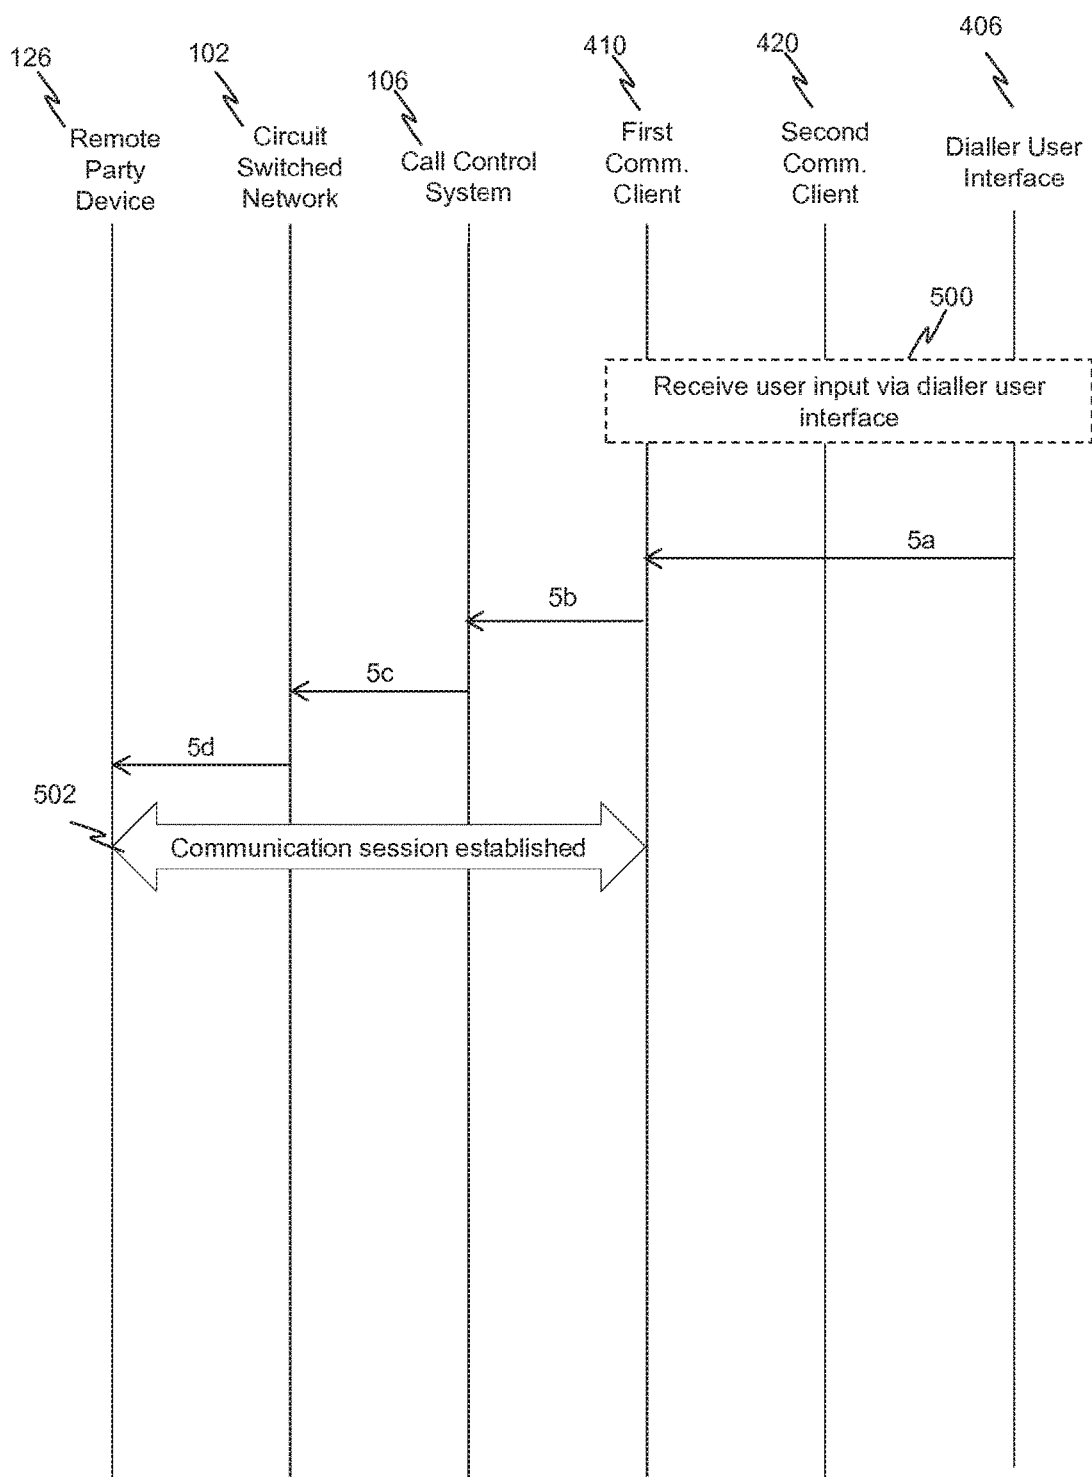 126
Remote
Party
Device
102
Circuit
Switched
Network
106
Call Control
System
410
First
Comm.
Client
420
Second
Comm.
Client
406
Dialler User
Interface
500
Receive user input via dialler user
interface
5a
5b
5c
5d
502
Communication session established